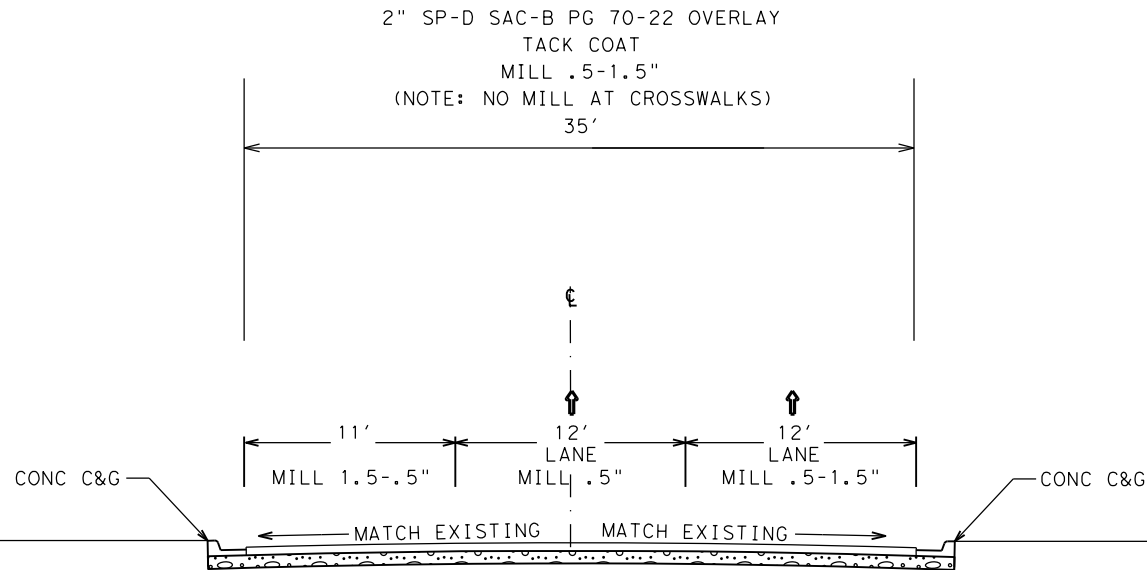 2" SP-D SAC-B PG 70-22 OVERLAY
TACK COAT
MILL .5-1.5"
(NOTE: NO MILL AT CROSSWALKS)
35'
℄
11'
12'
12'
LANE
LANE
MILL 1.5-.5"
MILL .5"
MILL .5-1.5"
CONC C&G
CONC C&G
MATCH EXISTING
MATCH EXISTING